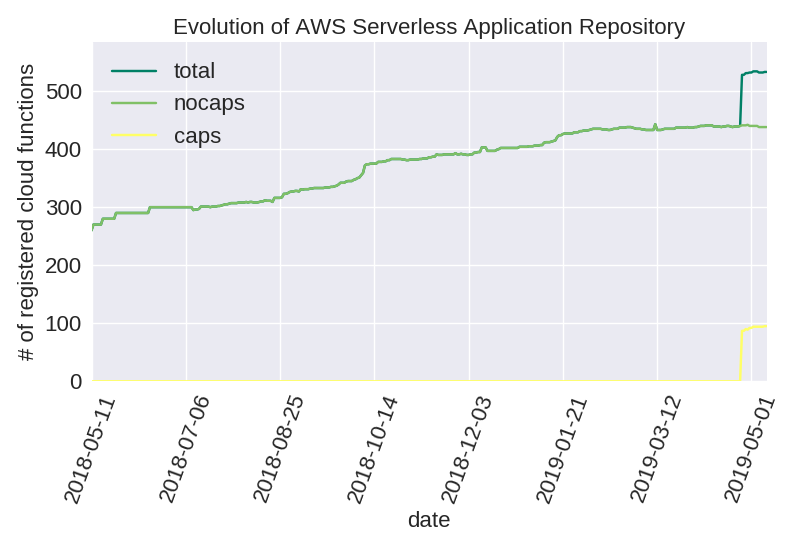 Evolution of AWS Serverless Application Repository
# of registered cloud functions
total
nocaps
caps
500
400
300
200
100
0
2018-05-11
2018-07-06
2018-08-25
2018-10-14
2018-12-03
2019-01-21
2019-03-12
2019-05-01
date